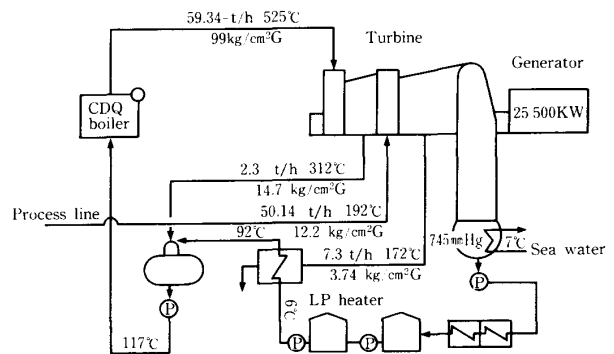 59.34-t/h 525℃
99kg/cm²G
Turbine
Generator
CDQ
boiler
25 500KW
2.3 t/h 312℃
14.7 kg/cm²G
50.14 t/h 192℃
Process line
12.2 kg/cm²G
92℃
7.3 t/h 172℃
3.74 kg/cm²G
745mmHg
7℃
Sea water
P
P
LP heater
6℃
P
P
117℃